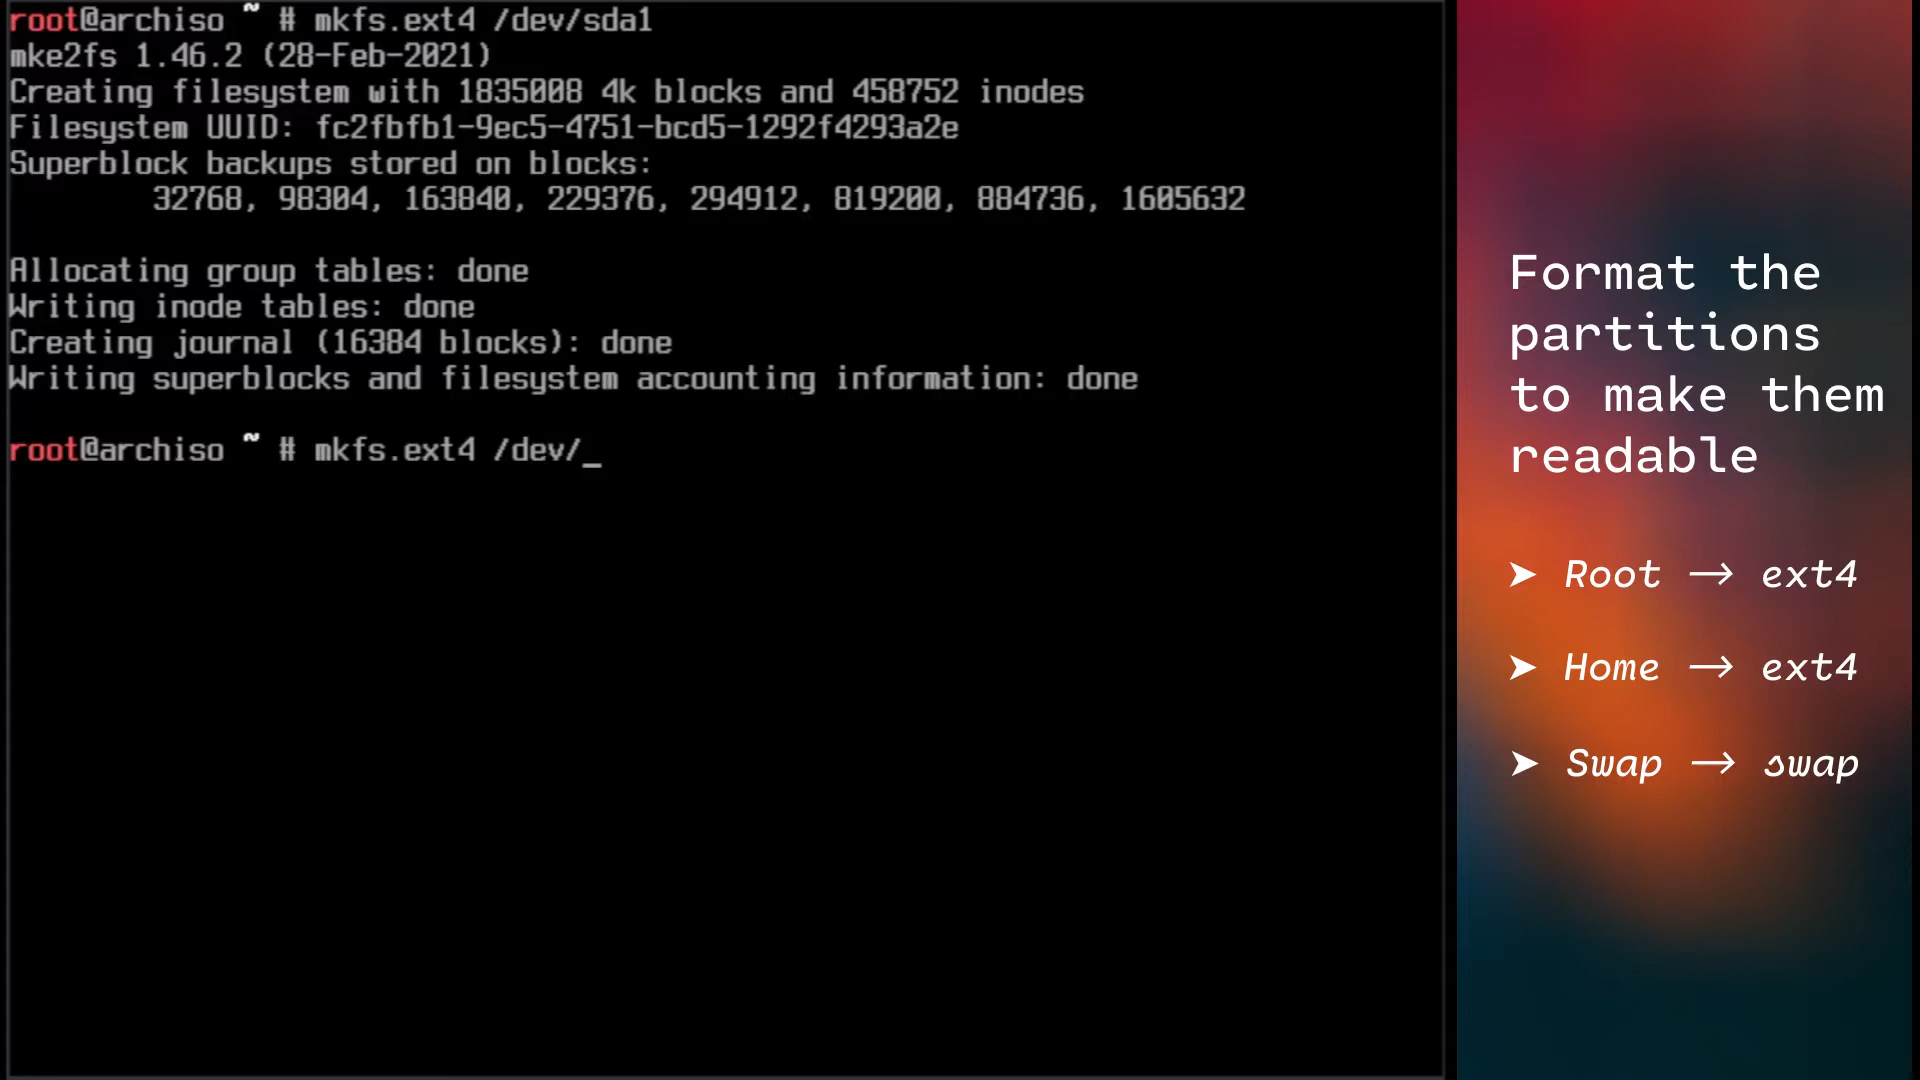 root@archiso ~ # mkfs.ext4 /dev/sda1
mke2fs 1.46.2 (28-Feb-2021)
Creating filesystem with 1835008 4k blocks and 458752 inodes
Filesystem UUID: fc2fbfb1-9ec5-4751-bcd5-1292f4293a2e
Superblock backups stored on blocks:
32768, 98304, 163840, 229376, 294912, 819200, 884736, 1605632
Allocating group tables: done
Writing inode tables: done
Creating journal (16384 blocks): done
Writing superblocks and filesystem accounting information: done
root@archiso ~ # mkfs.ext4 /dev/_
Format the
partitions
to make them
readable
➤ Root → ext4
➤ Home → ext4
➤ Swap → swap